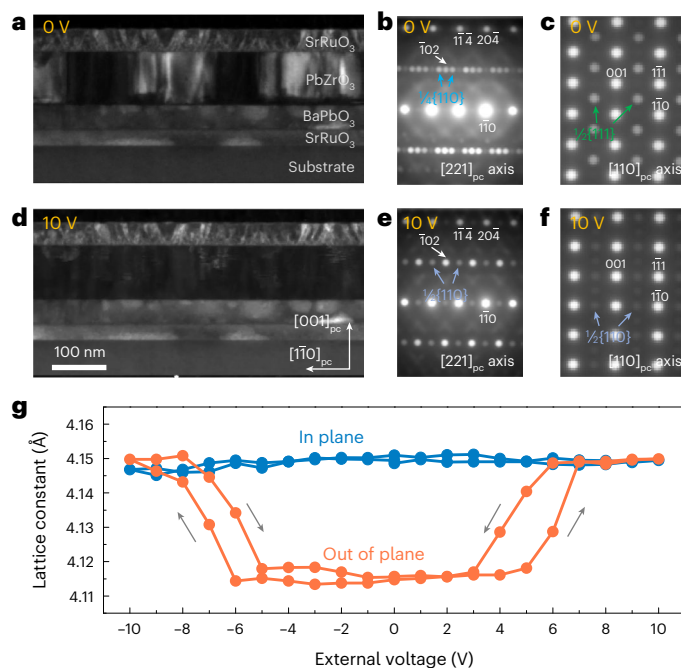 a
0 V
SrRuO₃
PbZrO₃
BaPbO₃
SrRuO₃
Substrate
b
0 V
1̄02
11̄4̄
204̄
¼{110}
11̄0
[221]pc axis
c
0 V
001
11̄1
11̄0
½{111}
[110]pc axis
d
10 V
[001]pc
[11̄0]pc
100 nm
e
10 V
1̄02
11̄4̄
204̄
½{110}
11̄0
[221]pc axis
f
10 V
001
11̄1
11̄0
½{110}
[110]pc axis
g
Lattice constant (Å)
4.16
4.15
4.14
4.13
4.12
4.11
In plane
Out of plane
−10 −8 −6 −4 −2 0 2 4 6 8 10
External voltage (V)